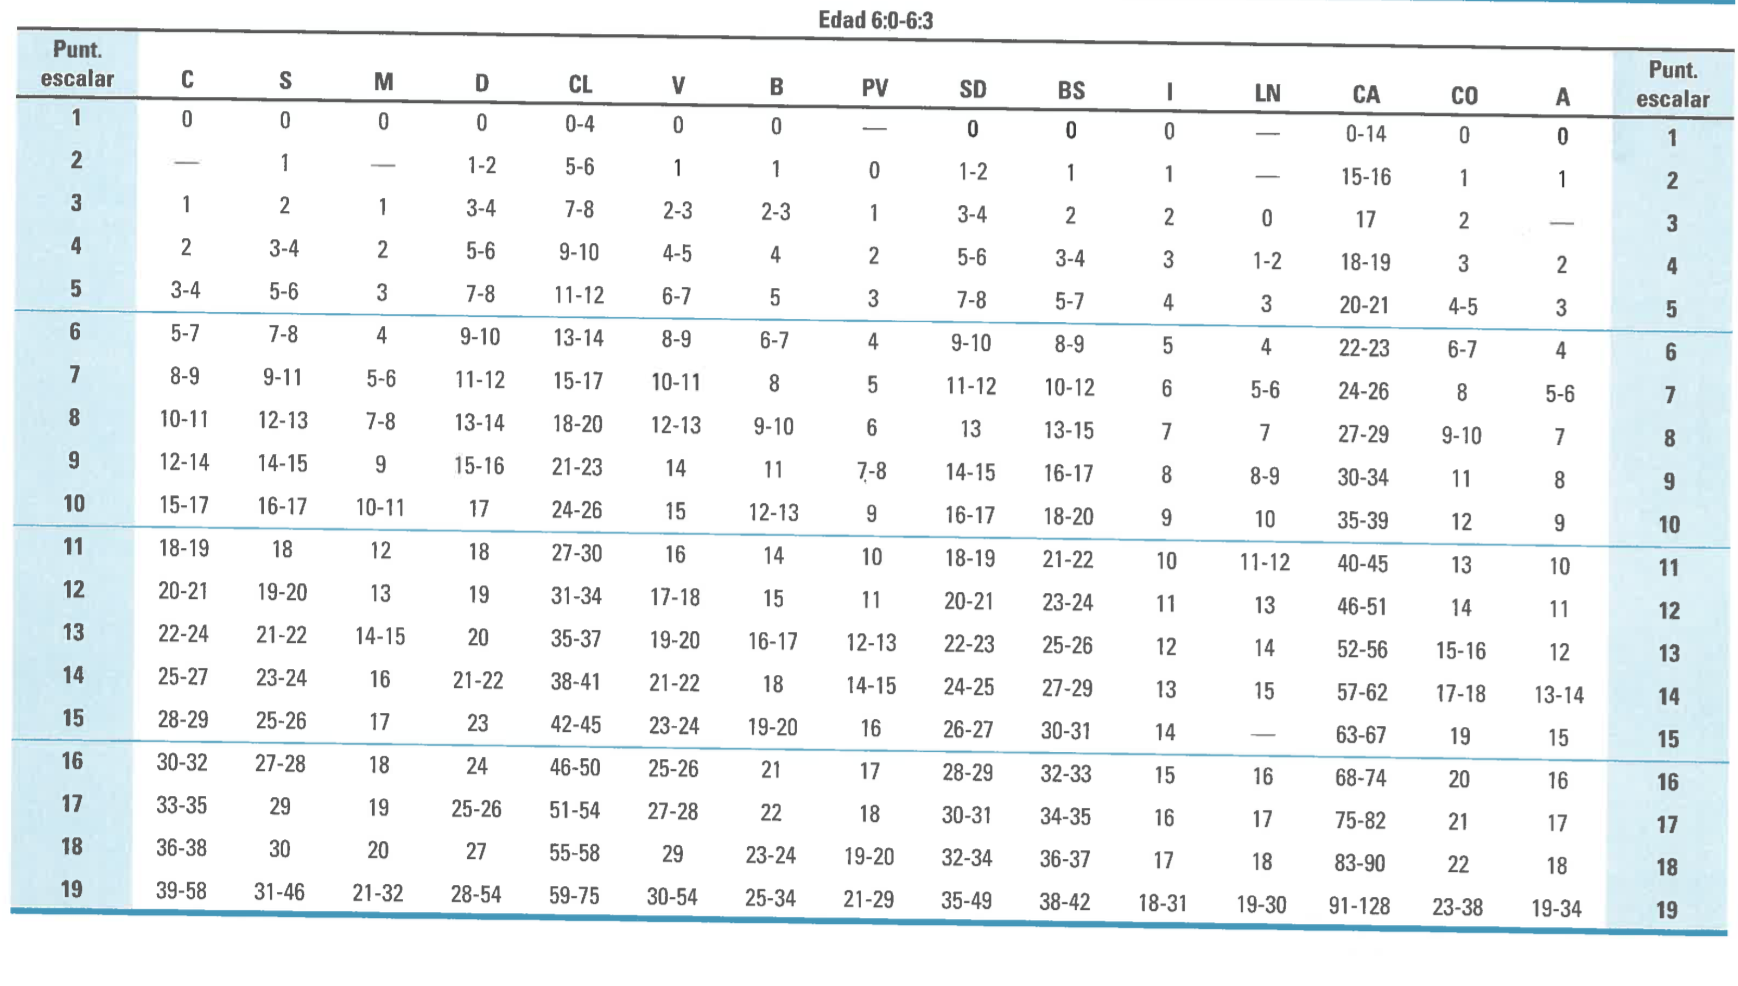 Edad 6:0-6:3
Punt. escalar C S M D CL V B PV SD BS I LN CA CO A Punt. escalar
1 0 0 0 0 0-4 0 0 — 0 0 0 — 0-14 0 0 1
2 — 1 — 1-2 5-6 1 1 0 1-2 1 1 — 15-16 1 1 2
3 1 2 1 3-4 7-8 2-3 2-3 1 3-4 2 2 0 17 2 — 3
4 2 3-4 2 5-6 9-10 4-5 4 2 5-6 3-4 3 1-2 18-19 3 2 4
5 3-4 5-6 3 7-8 11-12 6-7 5 3 7-8 5-7 4 3 20-21 4-5 3 5
6 5-7 7-8 4 9-10 13-14 8-9 6-7 4 9-10 8-9 5 4 22-23 6-7 4 6
7 8-9 9-11 5-6 11-12 15-17 10-11 8 5 11-12 10-12 6 5-6 24-26 8 5-6 7
8 10-11 12-13 7-8 13-14 18-20 12-13 9-10 6 13 13-15 7 7 27-29 9-10 7 8
9 12-14 14-15 9 15-16 21-23 14 11 7-8 14-15 16-17 8 8-9 30-34 11 8 9
10 15-17 16-17 10-11 17 24-26 15 12-13 9 16-17 18-20 9 10 35-39 12 9 10
11 18-19 18 12 18 27-30 16 14 10 18-19 21-22 10 11-12 40-45 13 10 11
12 20-21 19-20 13 19 31-34 17-18 15 11 20-21 23-24 11 13 46-51 14 11 12
13 22-24 21-22 14-15 20 35-37 19-20 16-17 12-13 22-23 25-26 12 14 52-56 15-16 12 13
14 25-27 23-24 16 21-22 38-41 21-22 18 14-15 24-25 27-29 13 15 57-62 17-18 13-14 14
15 28-29 25-26 17 23 42-45 23-24 19-20 16 26-27 30-31 14 — 63-67 19 15 15
16 30-32 27-28 18 24 46-50 25-26 21 17 28-29 32-33 15 16 68-74 20 16 16
17 33-35 29 19 25-26 51-54 27-28 22 18 30-31 34-35 16 17 75-82 21 17 17
18 36-38 30 20 27 55-58 29 23-24 19-20 32-34 36-37 17 18 83-90 22 18 18
19 39-58 31-46 21-32 28-54 59-75 30-54 25-34 21-29 35-49 38-42 18-31 19-30 91-128 23-38 19-34 19